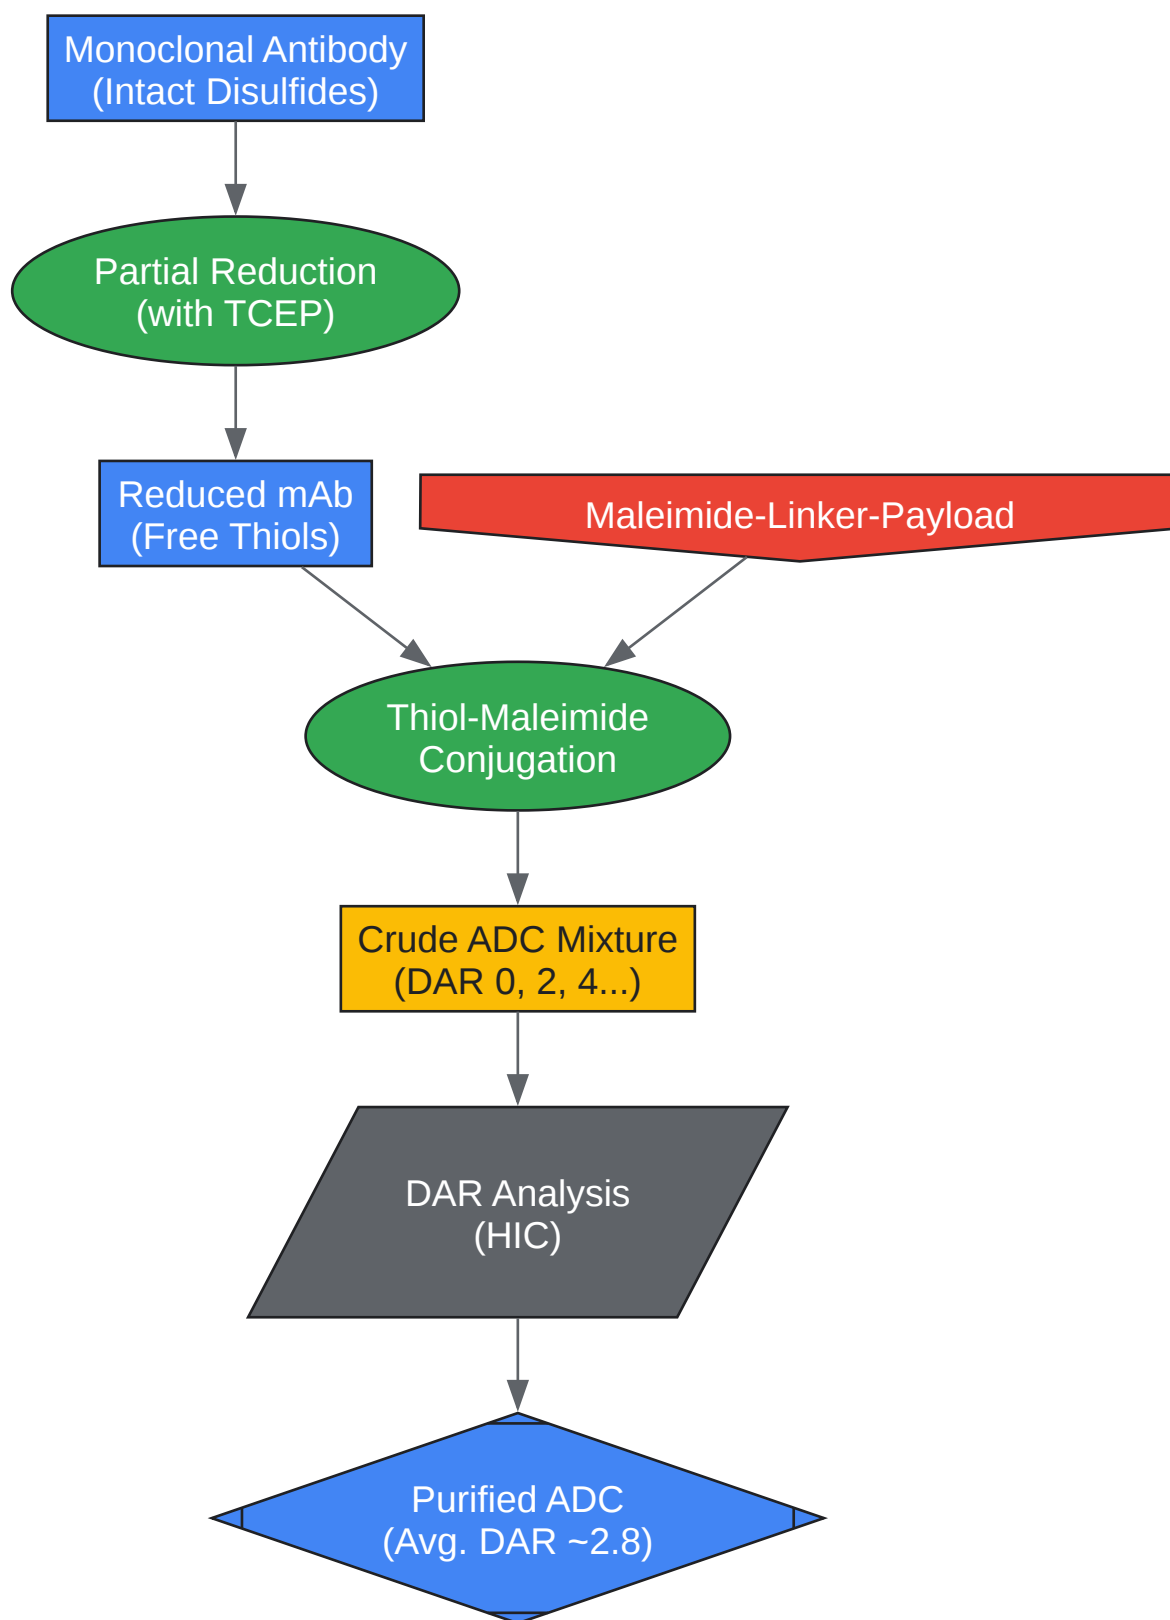 Monoclonal Antibody
(Intact Disulfides)
Partial Reduction
(with TCEP)
Reduced mAb
(Free Thiols)
Maleimide-Linker-Payload
Thiol-Maleimide
Conjugation
Crude ADC Mixture
(DAR 0, 2, 4...)
DAR Analysis
(HIC)
Purified ADC
(Avg. DAR ~2.8)